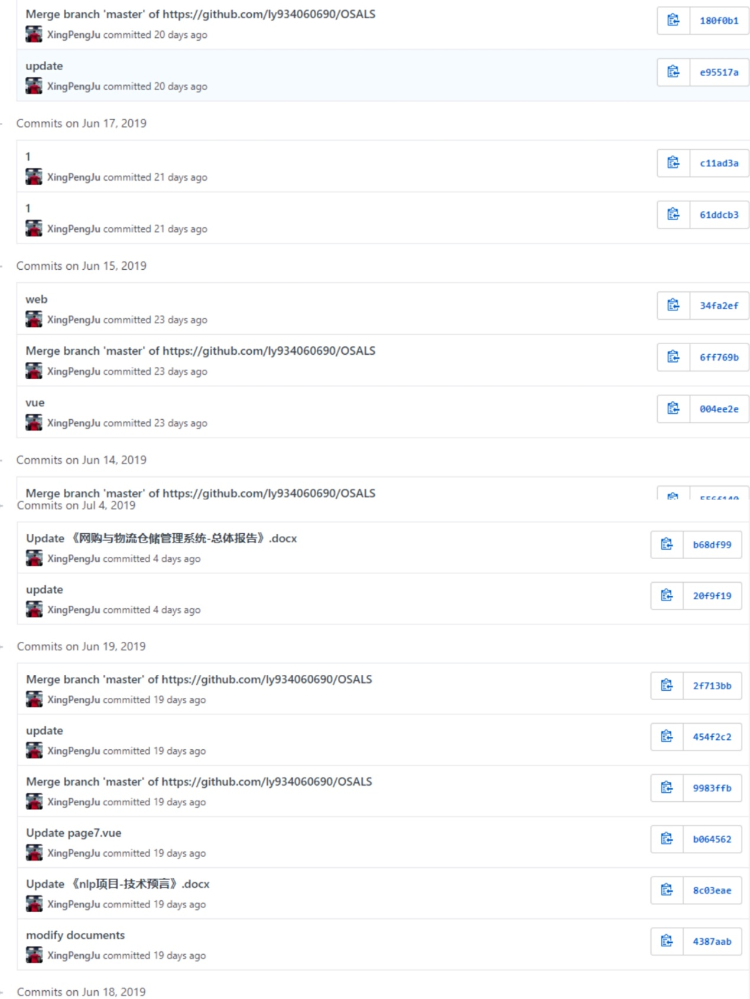 Merge branch 'master' of https://github.com/ly934060690/OSALS
180f0b1
XingPengJu committed 20 days ago
update
e95517a
XingPengJu committed 20 days ago
Commits on Jun 17, 2019
1
c11ad3a
XingPengJu committed 21 days ago
1
61ddcb3
XingPengJu committed 21 days ago
Commits on Jun 15, 2019
web
34fa2ef
XingPengJu committed 23 days ago
Merge branch 'master' of https://github.com/ly934060690/OSALS
6ff769b
XingPengJu committed 23 days ago
vue
004ee2e
XingPengJu committed 23 days ago
Commits on Jun 14, 2019
Merge branch 'master' of https://github.com/ly934060690/OSALS
Commits on Jul 4, 2019
Update 《网购与物流仓储管理系统-总体报告》.docx
b68df99
XingPengJu committed 4 days ago
update
20f9f19
XingPengJu committed 4 days ago
Commits on Jun 19, 2019
Merge branch 'master' of https://github.com/ly934060690/OSALS
2f713bb
XingPengJu committed 19 days ago
update
454f2c2
XingPengJu committed 19 days ago
Merge branch 'master' of https://github.com/ly934060690/OSALS
9983ffb
XingPengJu committed 19 days ago
Update page7.vue
b064562
XingPengJu committed 19 days ago
Update 《nlp项目-技术预言》.docx
8c03eae
XingPengJu committed 19 days ago
modify documents
4387aab
XingPengJu committed 19 days ago
Commits on Jun 18, 2019